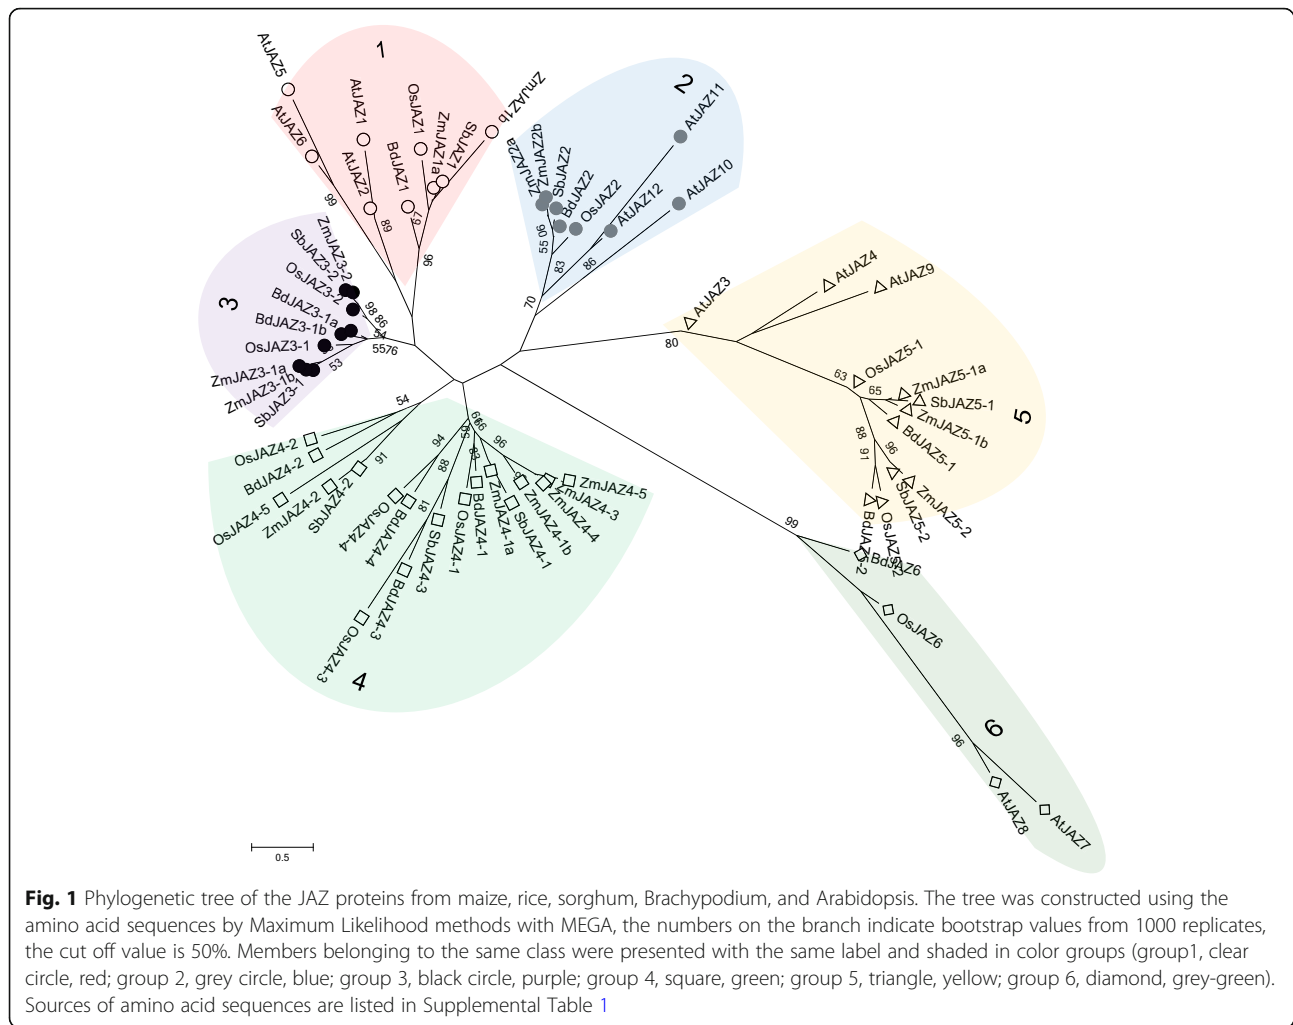 1
AtJAZ5
AtJAZ6
AtJAZ1
AtJAZ2
OsJAZ1
BdJAZ1
ZmJAZ1a
SbJAZ1
ZmJAZ1b
99
89
67
96
2
ZmJAZ2a
ZmJAZ2b
SbJAZ2
BdJAZ2
OsJAZ2
AtJAZ12
AtJAZ11
AtJAZ10
55
90
83
86
70
3
ZmJAZ3-2
SbJAZ3-2
OsJAZ3-2
BdJAZ3-1a
BdJAZ3-1b
OsJAZ3-1
ZmJAZ3-1a
ZmJAZ3-1b
SbJAZ3-1
98
86
54
55
76
53
AtJAZ3
AtJAZ4
AtJAZ9
80
OsJAZ5-1
ZmJAZ5-1a
SbJAZ5-1
ZmJAZ5-1b
BdJAZ5-1
5
63
65
88
91
96
ZmJAZ5-2
SbJAZ5-2
OsJAZ5-2
BdJAZ5-2
54
OsJAZ4-2
BdJAZ4-2
OsJAZ4-5
ZmJAZ4-2
SbJAZ4-2
91
OsJAZ4-4
BdJAZ4-4
94
88
81
OsJAZ4-3
BdJAZ4-3
SbJAZ4-3
OsJAZ4-1
BdJAZ4-1
ZmJAZ4-1a
SbJAZ4-1
ZmJAZ4-1b
ZmJAZ4-4
ZmJAZ4-3
ZmJAZ4-5
96
83
4
99
BdJAZ6
OsJAZ6
6
96
AtJAZ8
AtJAZ7
0.5
Fig. 1 Phylogenetic tree of the JAZ proteins from maize, rice, sorghum, Brachypodium, and Arabidopsis. The tree was constructed using the
amino acid sequences by Maximum Likelihood methods with MEGA, the numbers on the branch indicate bootstrap values from 1000 replicates,
the cut off value is 50%. Members belonging to the same class were presented with the same label and shaded in color groups (group1, clear
circle, red; group 2, grey circle, blue; group 3, black circle, purple; group 4, square, green; group 5, triangle, yellow; group 6, diamond, grey-green).
Sources of amino acid sequences are listed in Supplemental Table 1